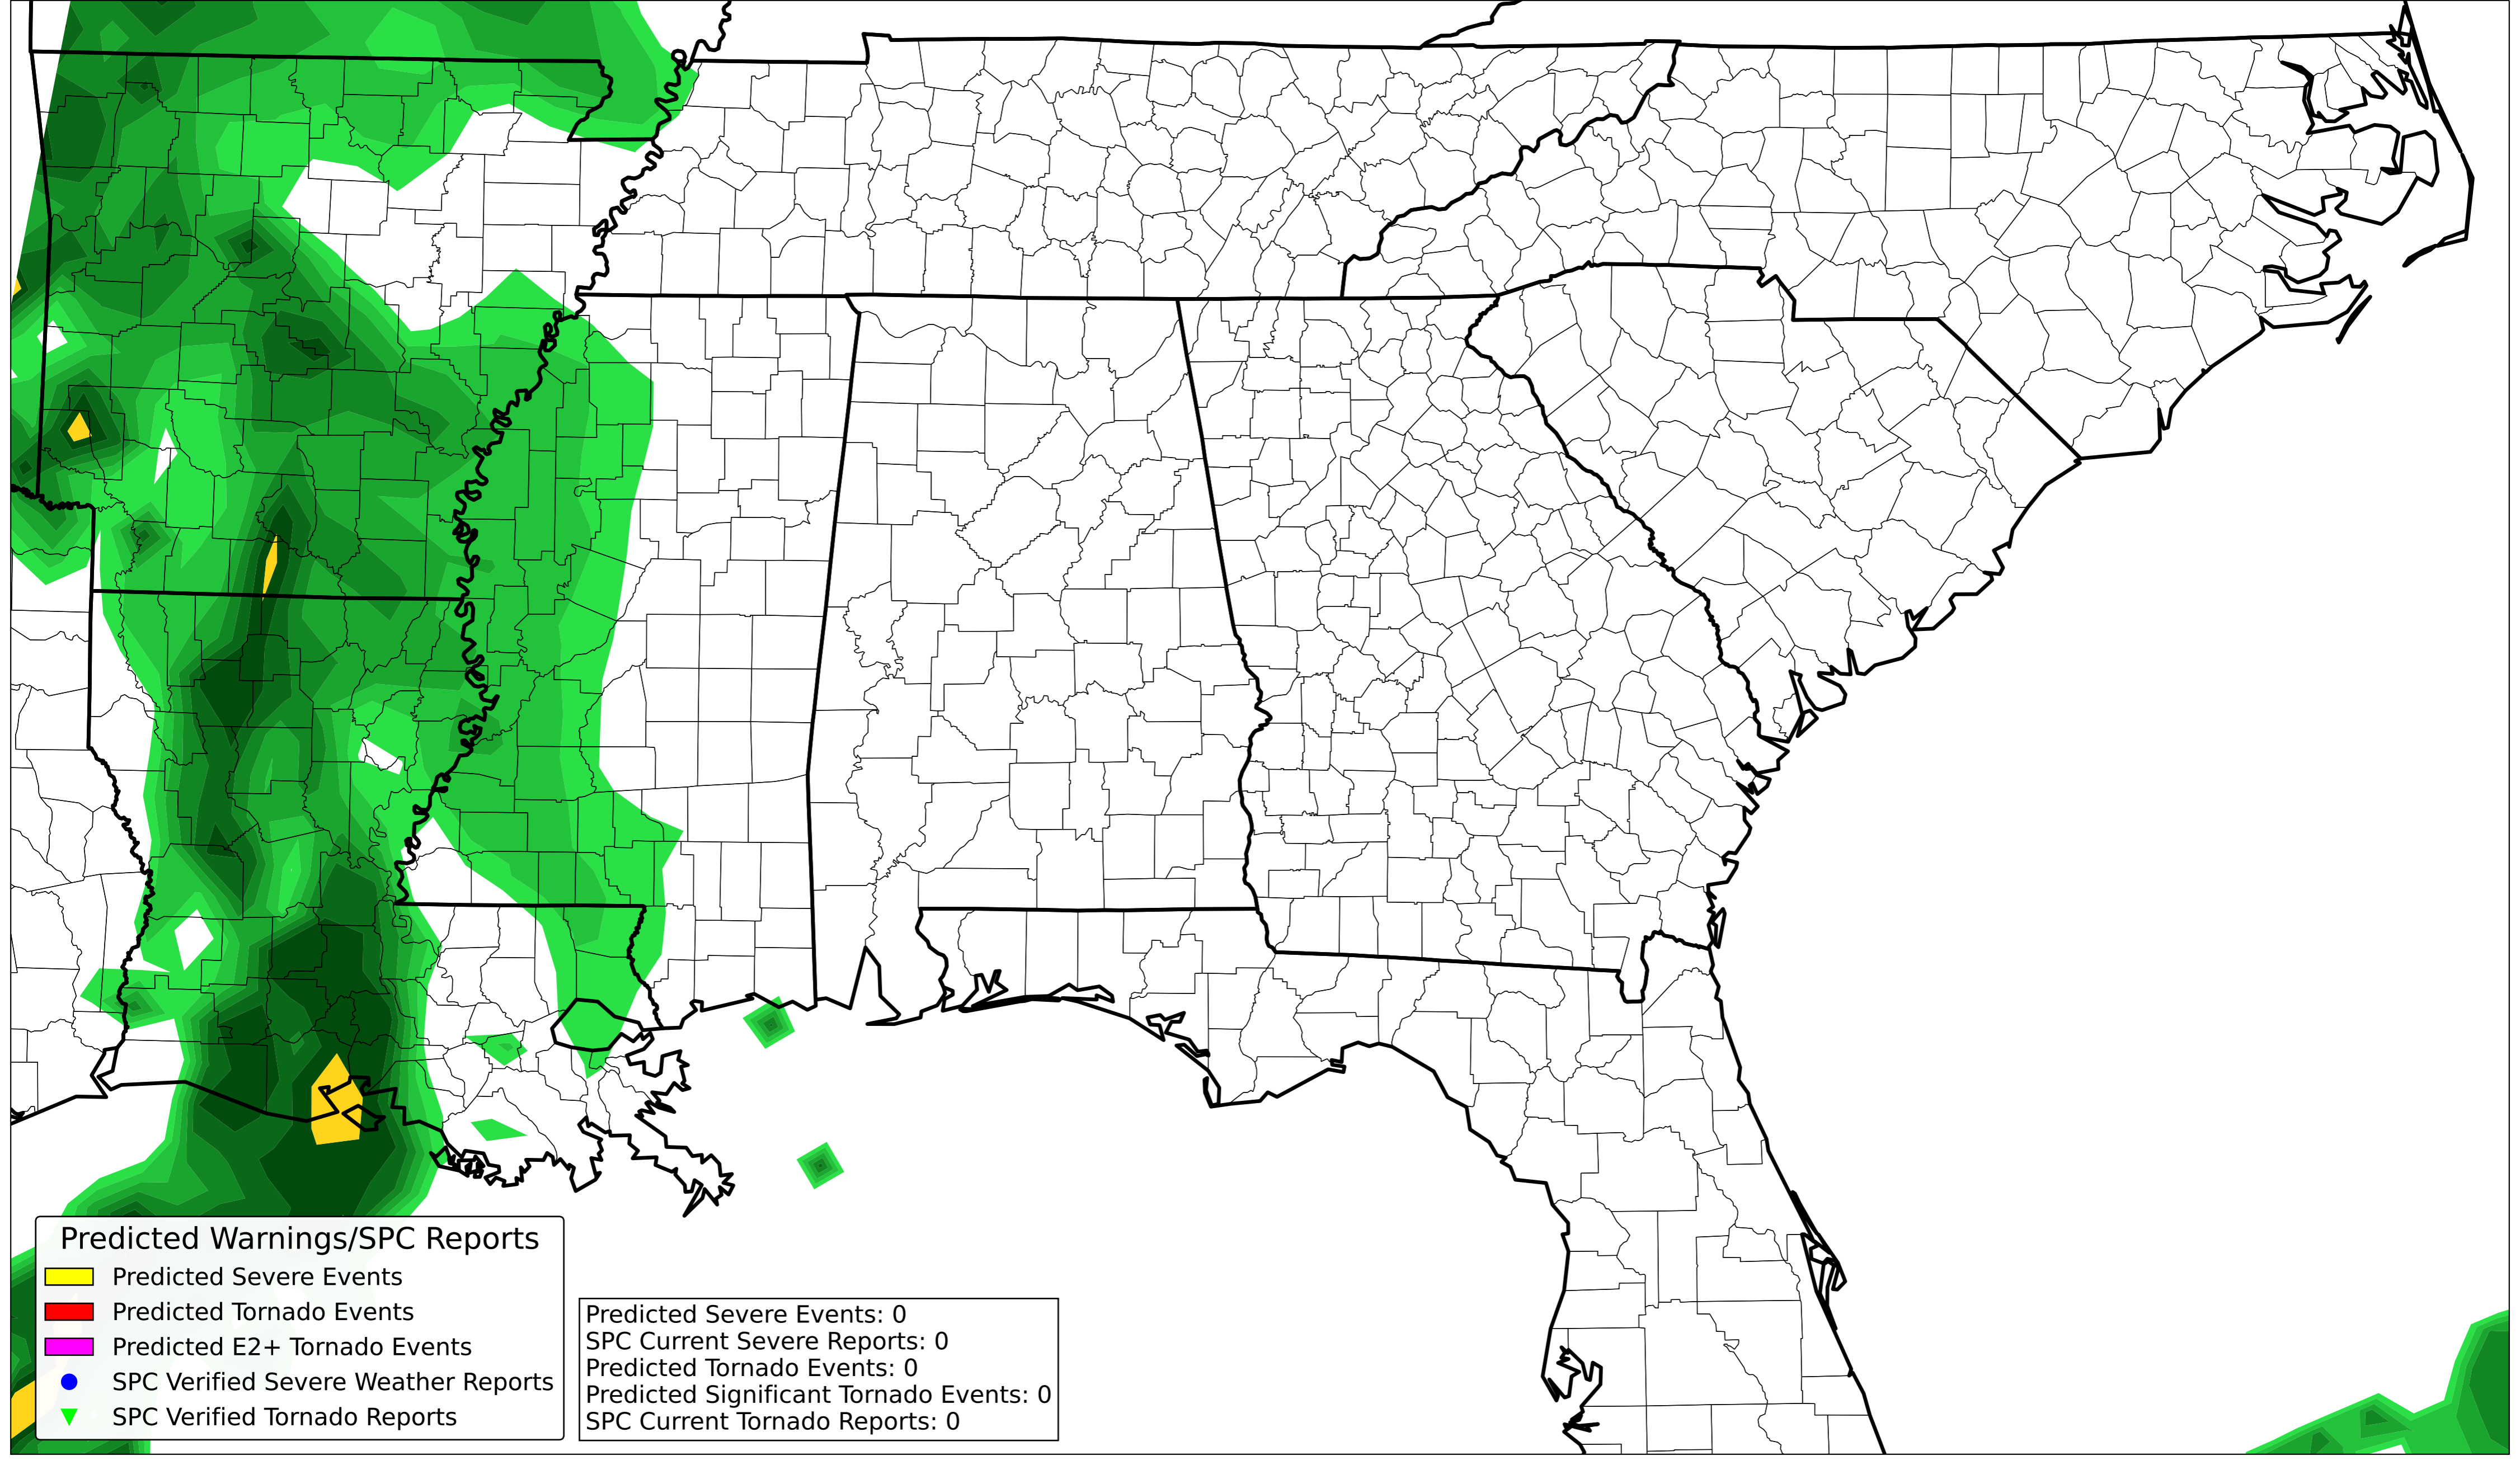 Predicted Warnings/SPC Reports
Predicted Severe Events
Predicted Tornado Events
Predicted E2+ Tornado Events
SPC Verified Severe Weather Reports
SPC Verified Tornado Reports
Predicted Severe Events: 0
SPC Current Severe Reports: 0
Predicted Tornado Events: 0
Predicted Significant Tornado Events: 0
SPC Current Tornado Reports: 0